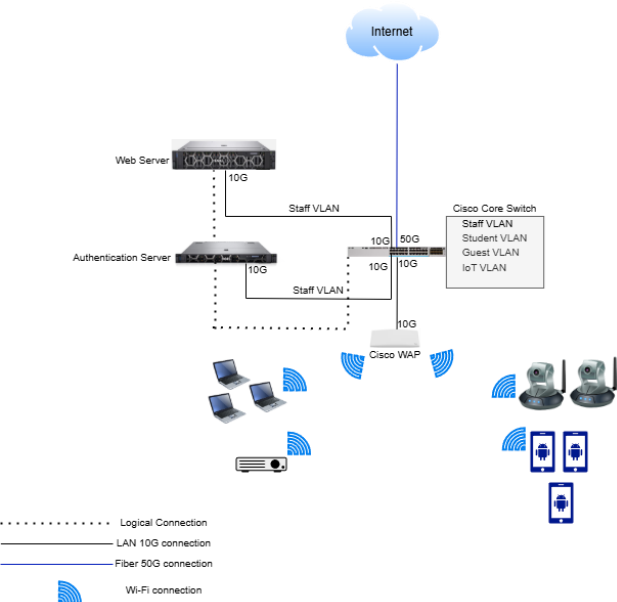 Internet
Web Server
10G
Staff VLAN
Cisco Core Switch
Staff VLAN
Student VLAN
Guest VLAN
IoT VLAN
10G
50G
Authentication Server
10G
10G
10G
Staff VLAN
10G
Cisco WAP
Logical Connection
LAN 10G connection
Fiber 50G connection
Wi-Fi connection